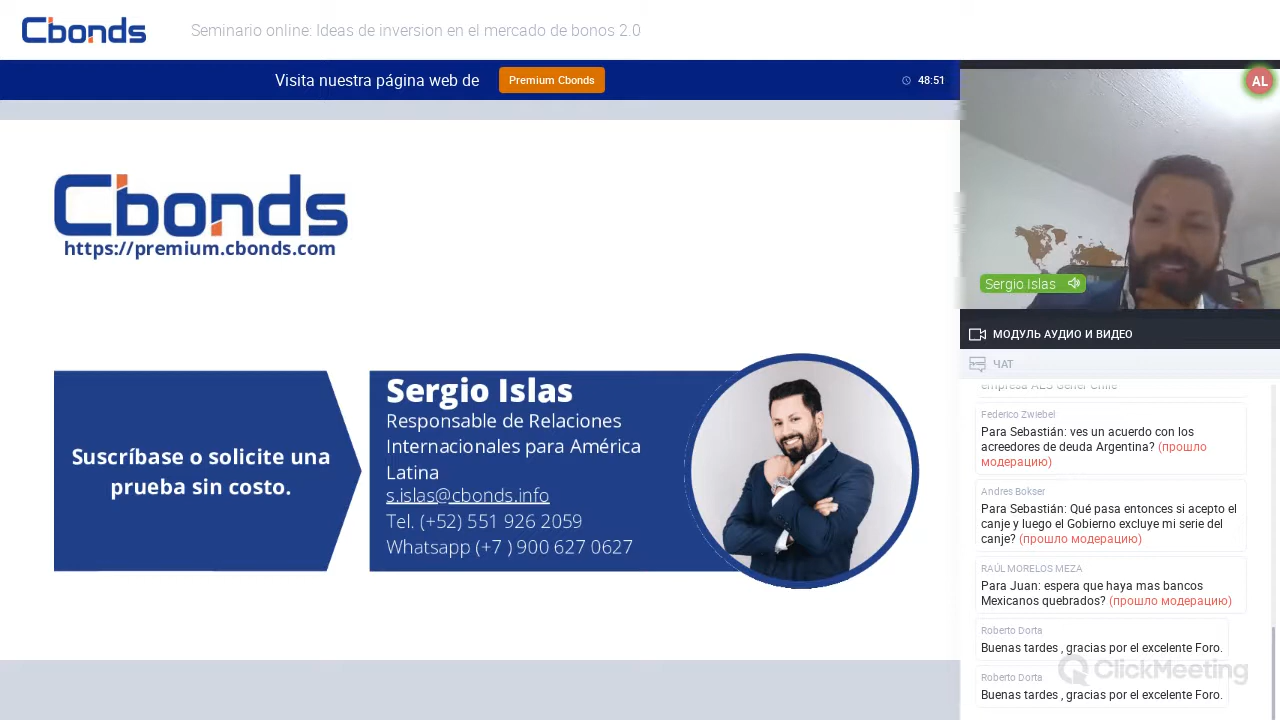 Cbonds
Seminario online: Ideas de inversion en el mercado de bonos 2.0
Visita nuestra página web de
Premium Cbonds
48:51
AL
Cbonds
https://premium.cbonds.com
Suscríbase o solicite una
prueba sin costo.
Sergio Islas
Responsable de Relaciones
Internacionales para América
Latina
s.islas@cbonds.info
Tel. (+52) 551 926 2059
Whatsapp (+7 ) 900 627 0627
Sergio Islas
МОДУЛЬ АУДИО И ВИДЕО
ЧАТ
empresa AES Gener Chile
Federico Zwiebel
Para Sebastián: ves un acuerdo con los
acreedores de deuda Argentina? (прошло
модерацию)
Andres Bokser
Para Sebastián: Qué pasa entonces si acepto el
canje y luego el Gobierno excluye mi serie del
canje? (прошло модерацию)
RAÚL MORELOS MEZA
Para Juan: espera que haya mas bancos
Mexicanos quebrados? (прошло модерацию)
Roberto Dorta
Buenas tardes , gracias por el excelente Foro.
Roberto Dorta
Buenas tardes , gracias por el excelente Foro.
ClickMeeting